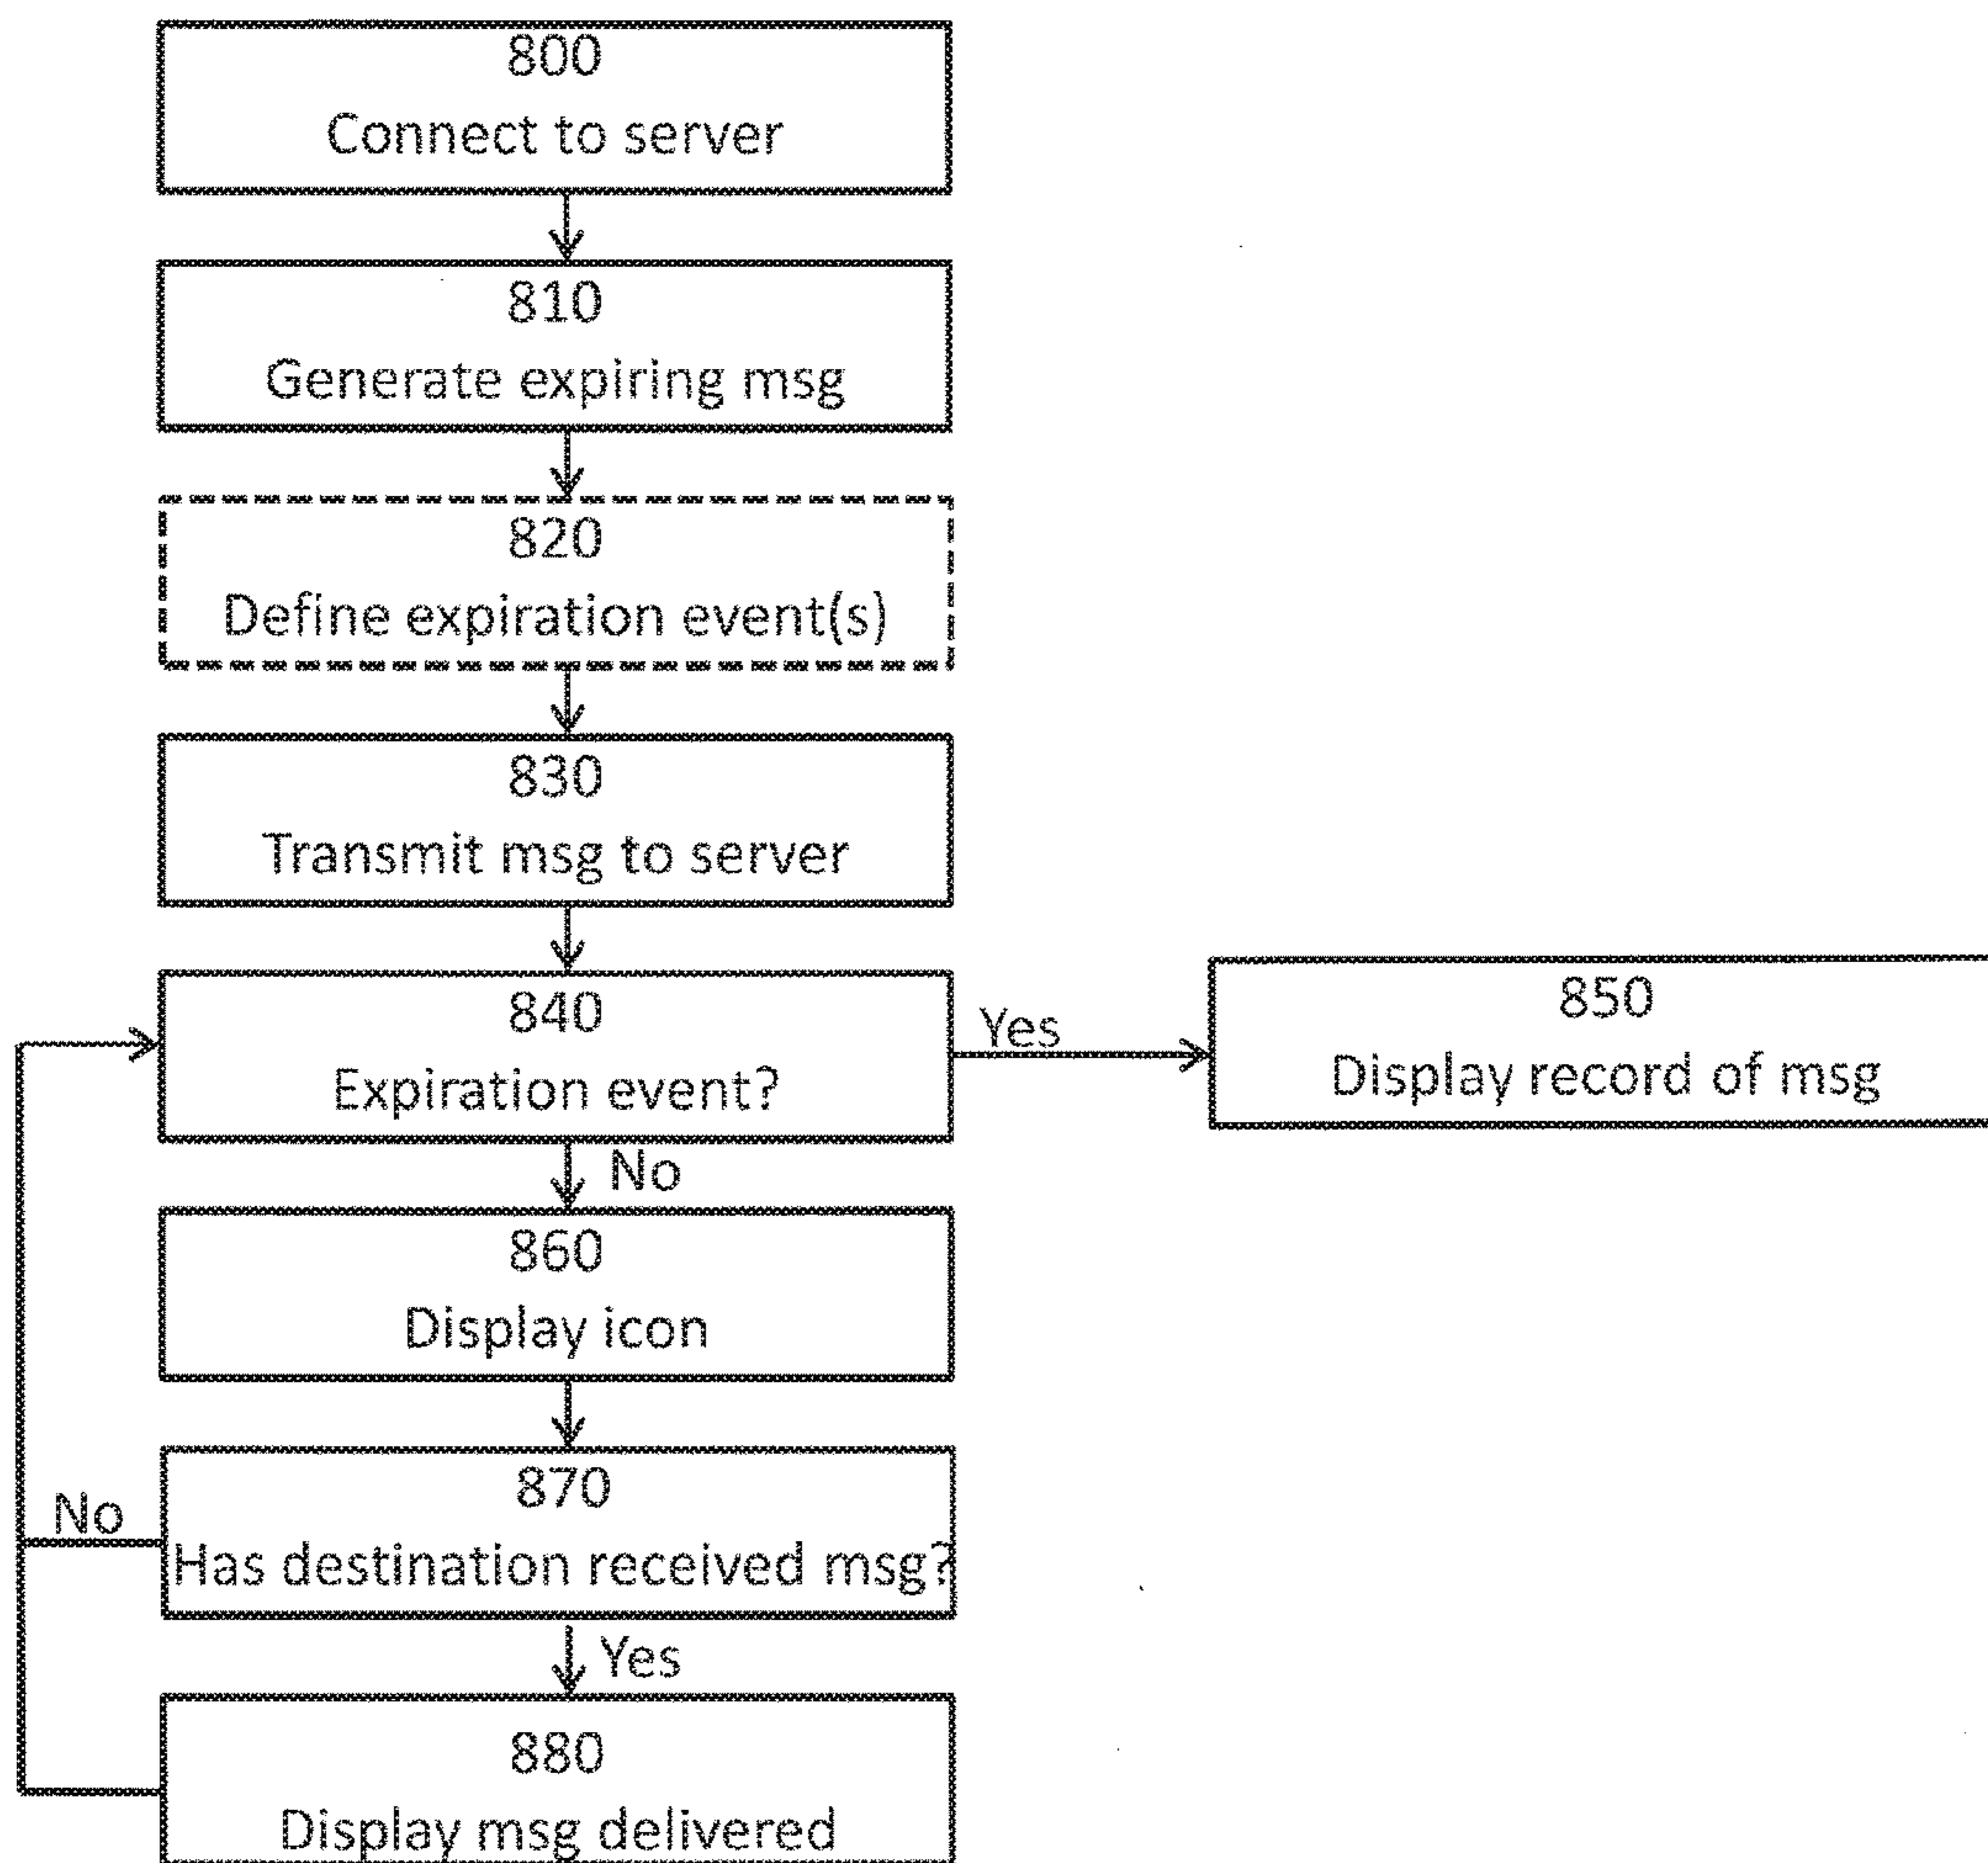 800
Connect to server
810
Generate expiring msg
820
Define expiration event(s)
830
Transmit msg to server
840
Expiration event?
Yes
850
Display record of msg
No
860
Display icon
870
No
Has destination received msg?
Yes
880
Display msg delivered